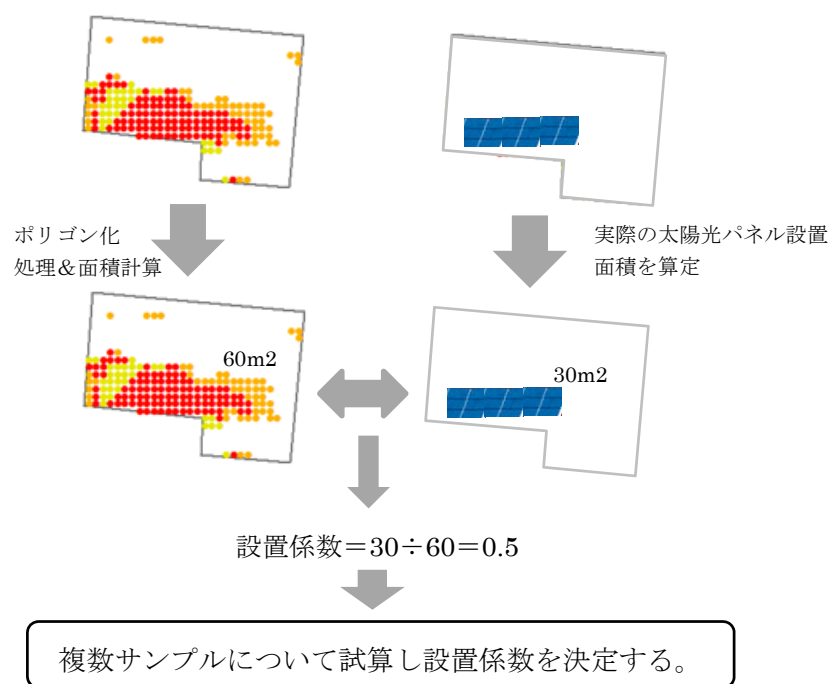 ポリゴン化
処理＆面積計算
実際の太陽光パネル設置
面積を算定
60m2
30m2
設置係数＝30÷60＝0.5
複数サンプルについて試算し設置係数を決定する。